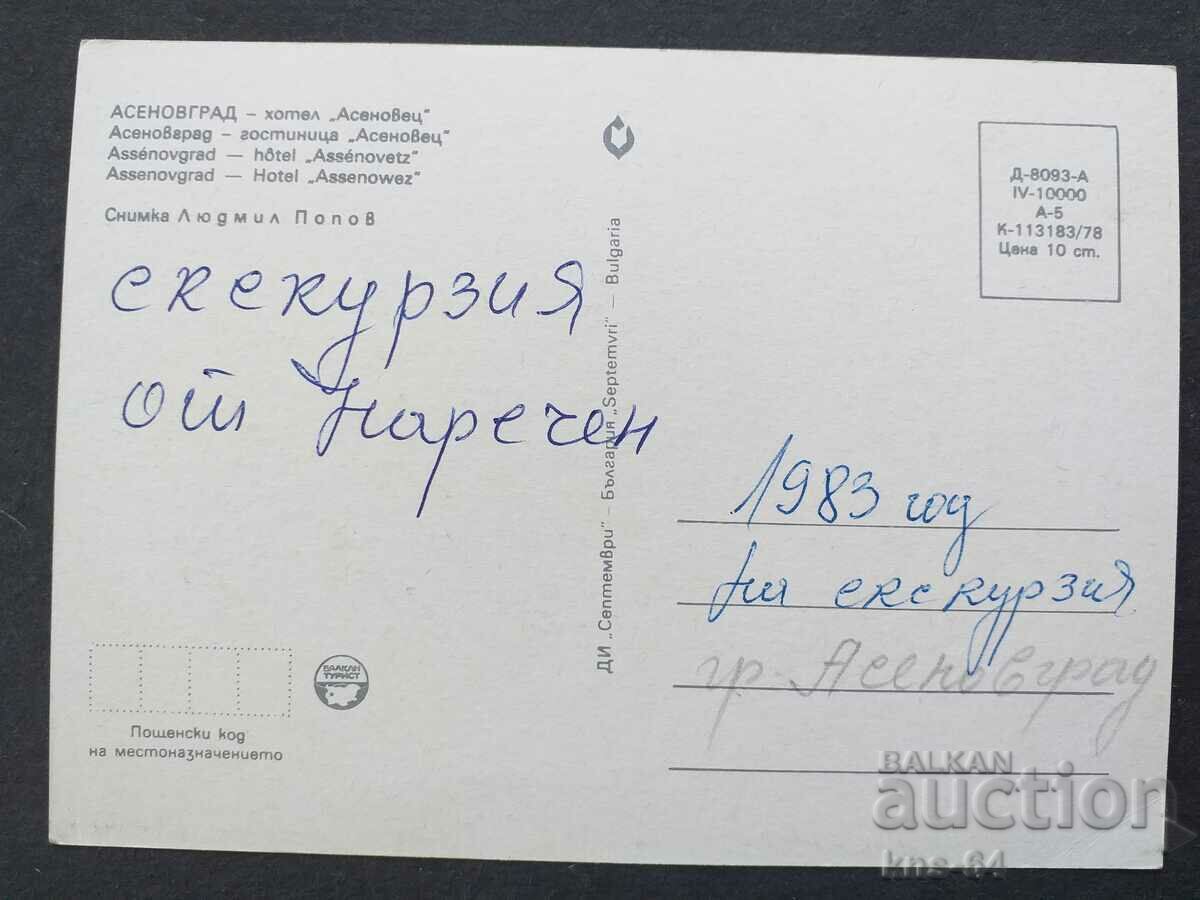 АСЕНОВГРАД – хотел „Асеновец"
Асеновград – гостиница „Асеновец"
Assénovgrad — hôtel „Assénovetz"
Assenovgrad — Hotel „Assenowez"
Снимка Людмил Попов
екскурзия
от Наречен
Пощенски код
на местоназначението
БАЛКАН
ТУРИСТ
ДИ „Септември" — България „Septemvri" — Bulgaria
Д-8093-А
IV-10000
А-5
К-113183/78
Цена 10 ст.
1983 год
на екскурзия
гр. Асеновград
BALKAN
auction
kns-64